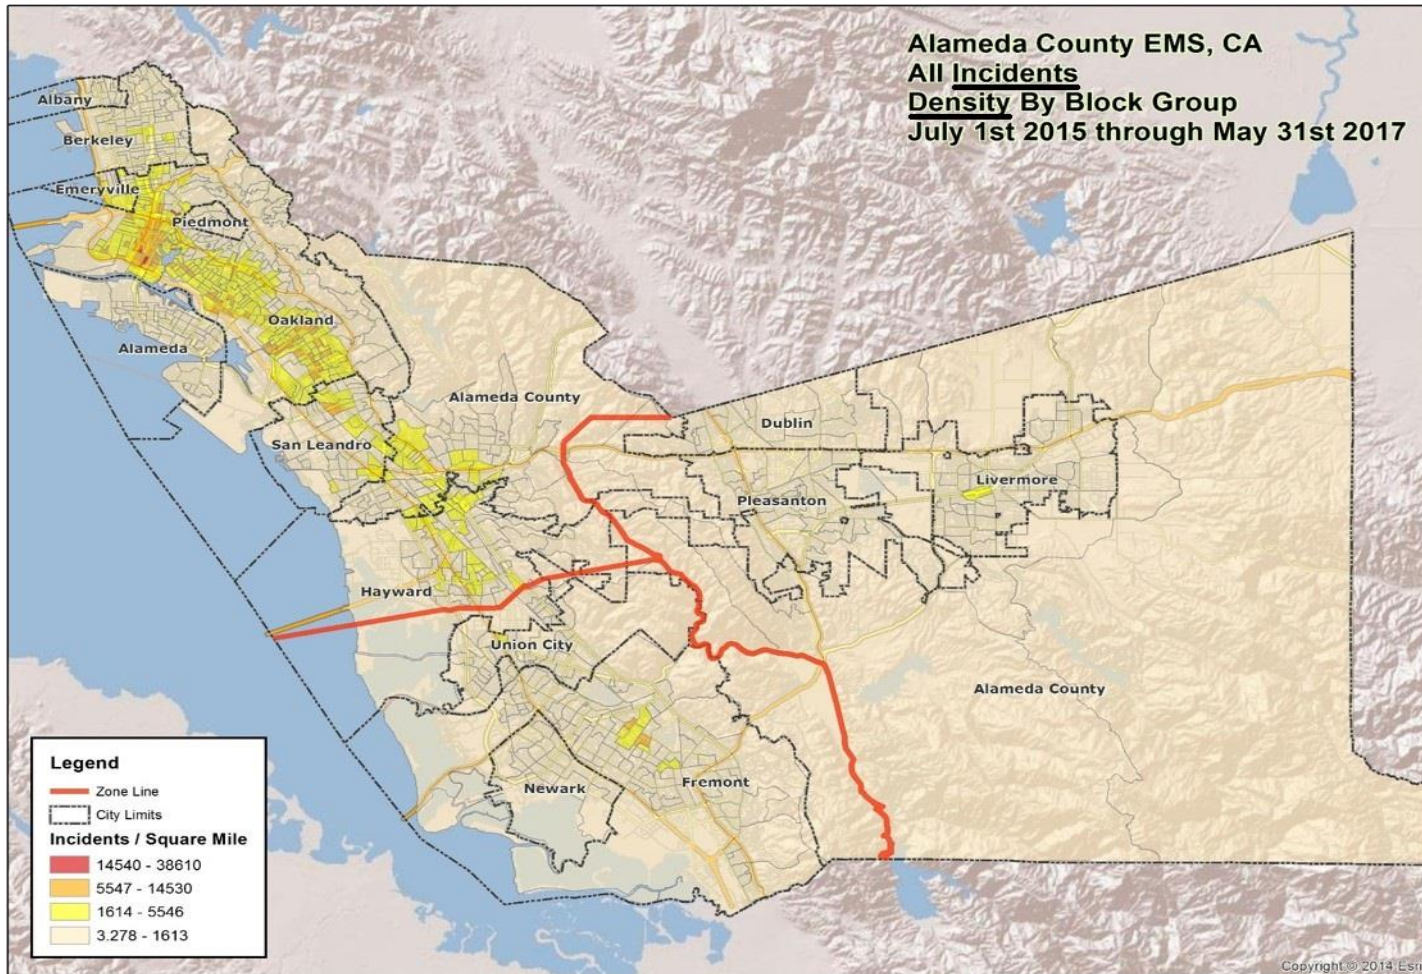 Alameda County EMS, CA
All Incidents
Density By Block Group
July 1st 2015 through May 31st 2017
Albany
Berkeley
Emeryville
Piedmont
Oakland
Alameda
Alameda County
San Leandro
Dublin
Livermore
Pleasanton
Hayward
Union City
Alameda County
Fremont
Newark
Legend
Zone Line
City Limits
Incidents / Square Mile
14540 - 38610
5547 - 14530
1614 - 5546
3.278 - 1613
Copyright © 2014 Esri